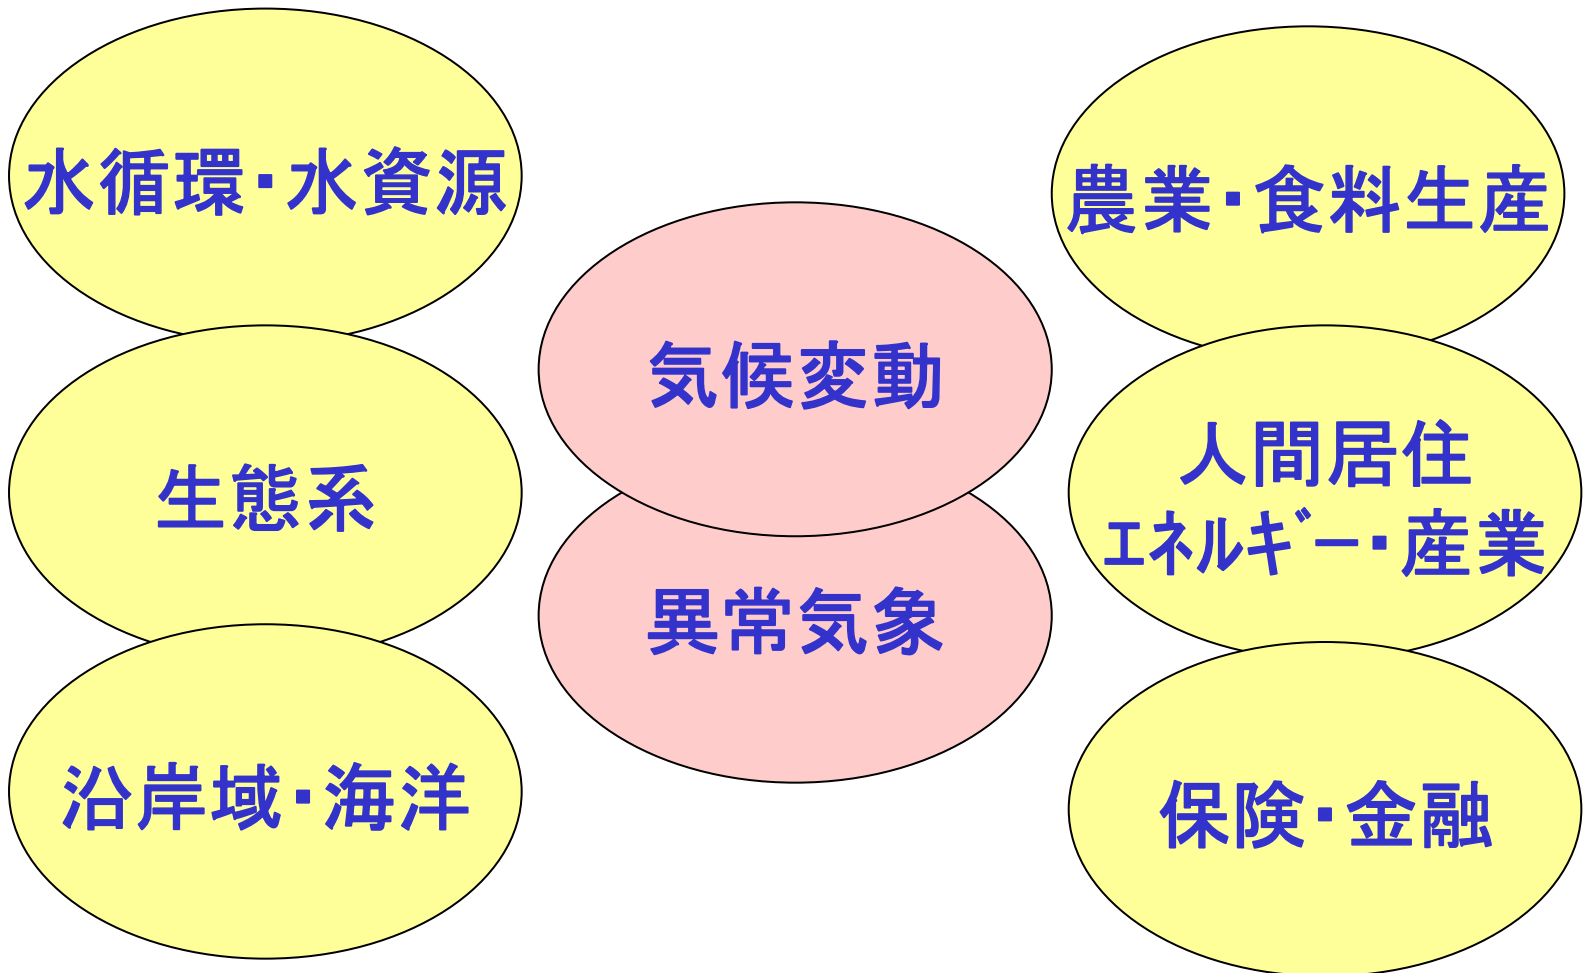 水循環・水資源
生態系
沿岸域・海洋
気候変動
異常気象
農業・食料生産
人間居住
エネルギー・産業
保険・金融